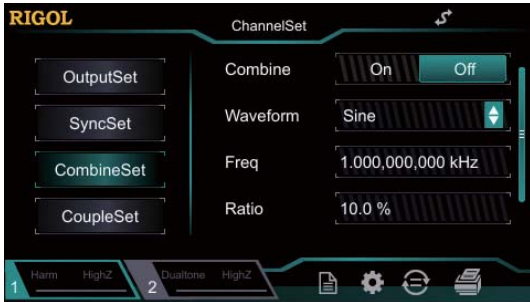 RIGOL
ChannelSet
OutputSet
SyncSet
CombineSet
CoupleSet
Combine On Off
Waveform Sine
Freq 1.000,000,000 kHz
Ratio 10.0 %
1 Harm HighZ
2 Dualtone HighZ